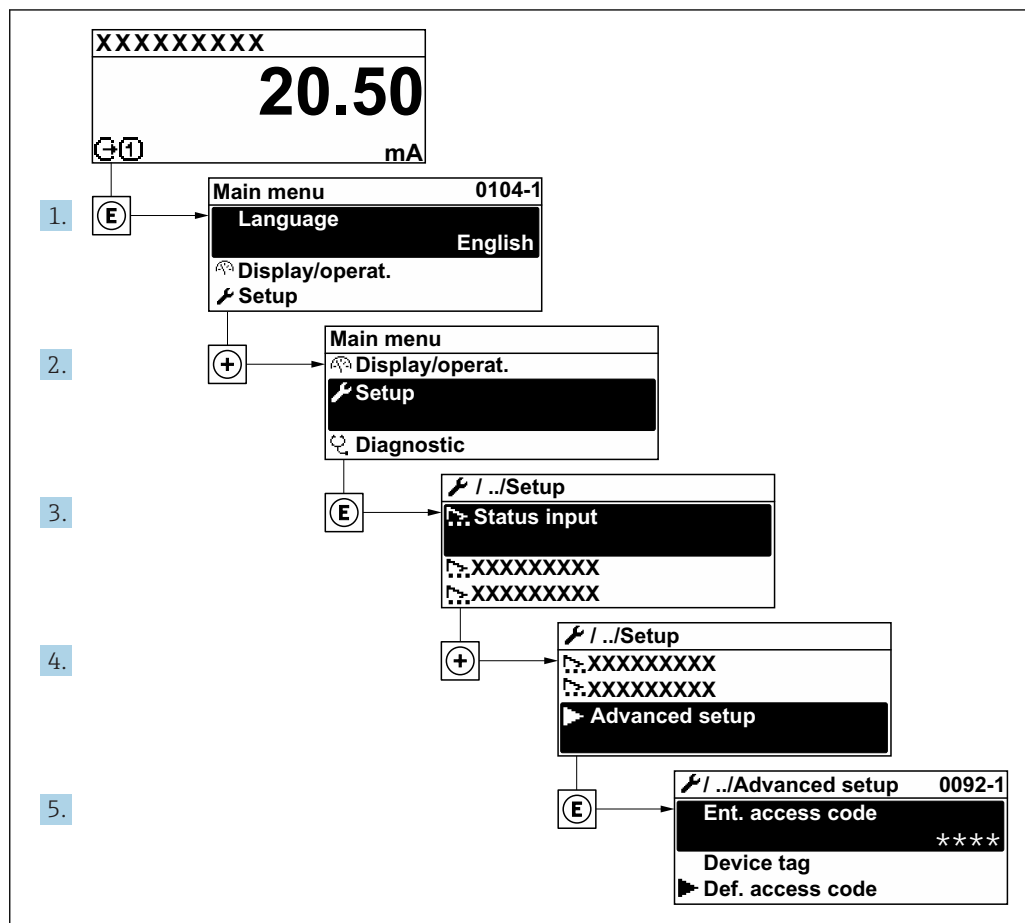 XXXXXXXXX
20.50
1 mA
1. E Main menu 0104-1
Language
English
Display/operat.
Setup
2. + Main menu
Display/operat.
Setup
Diagnostic
3. E / ../Setup
Status input
XXXXXXXXX
XXXXXXXXX
4. + / ../Setup
XXXXXXXXX
XXXXXXXXX
Advanced setup
5. E / ../Advanced setup 0092-1
Ent. access code
****
Device tag
Def. access code